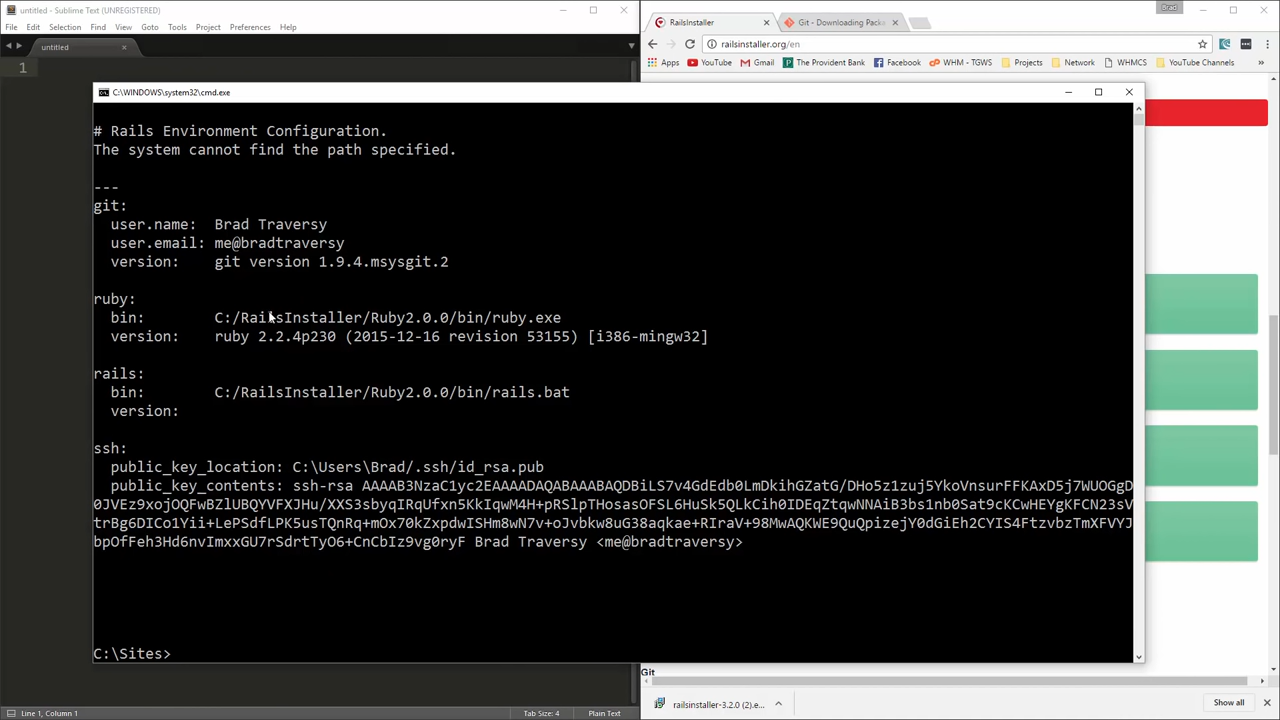 untitled - Sublime Text (UNREGISTERED)
File Edit Selection Find View Goto Tools Project Preferences Help
untitled
1
Brad
RailsInstaller
Git - Downloading Packa
railsinstaller.org/en
Apps YouTube Gmail The Provident Bank Facebook WHM - TGWS Projects Network WHMCS YouTube Channels »
C:\WINDOWS\system32\cmd.exe
# Rails Environment Configuration.
The system cannot find the path specified.
---
git:
user.name: Brad Traversy
user.email: me@bradtraversy
version: git version 1.9.4.msysgit.2
ruby:
bin: C:/RailsInstaller/Ruby2.0.0/bin/ruby.exe
version: ruby 2.2.4p230 (2015-12-16 revision 53155) [i386-mingw32]
rails:
bin: C:/RailsInstaller/Ruby2.0.0/bin/rails.bat
version:
ssh:
public_key_location: C:\Users\Brad/.ssh/id_rsa.pub
public_key_contents: ssh-rsa AAAAB3NzaC1yc2EAAAADAQABAAABAQDBiLS7v4GdEdb0LmDkihGZatG/DHo5z1zuj5YkoVnsurFFKAxD5j7WUOGgD
0JVEz9xojOQFwBZlUBQYVFXJHu/XXS3sbyqIRqUfxn5KkIqwM4H+pRSlpTHosasOFSL6HuSk5QLkCih0IDEqZtqwNNAiB3bs1nb0Sat9cKCwHEYgKFCN23sV
trBg6DICo1Yii+LePSdfLPK5usTQnRq+mOx70kZxpdwISHm8wN7v+oJvbkw8uG38aqkae+RIraV+98MwAQKWE9QuQpizejY0dGiEh2CYIS4FtzvbzTmXFVYJ
bpOfFeh3Hd6nvImxxGU7rSdrtTyO6+CnCbIz9vg0ryF Brad Traversy <me@bradtraversy>
C:\Sites>
Git
railsinstaller-3.2.0 (2).e...
Show all
Line 1, Column 1
Tab Size: 4
Plain Text